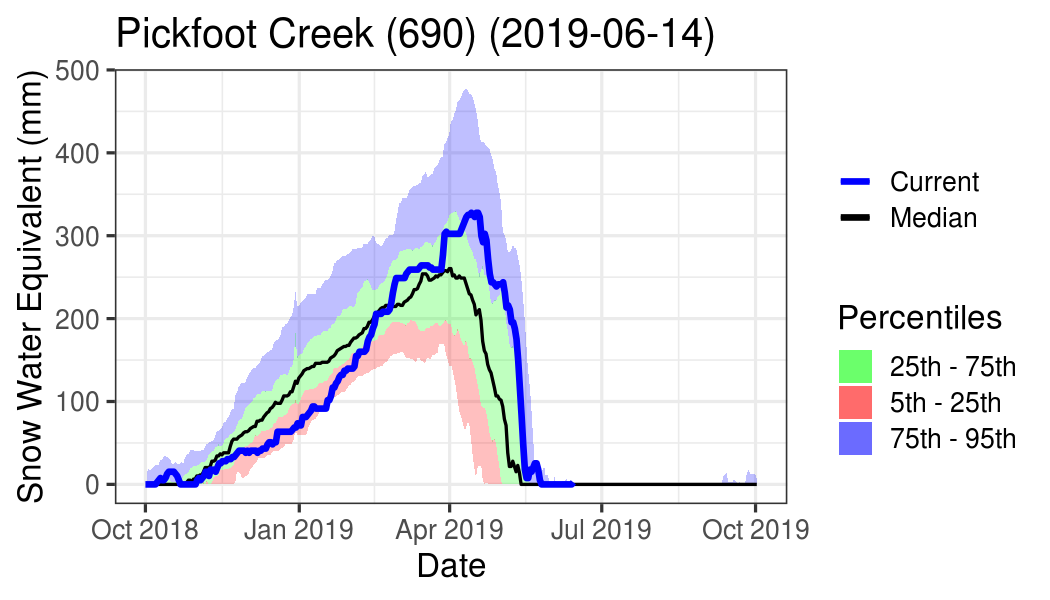 Pickfoot Creek (690) (2019-06-14)
Snow Water Equivalent (mm)
500
400
300
200
100
0
Oct 2018
Jan 2019
Apr 2019
Jul 2019
Oct 2019
Date
Current
Median
Percentiles
25th - 75th
5th - 25th
75th - 95th